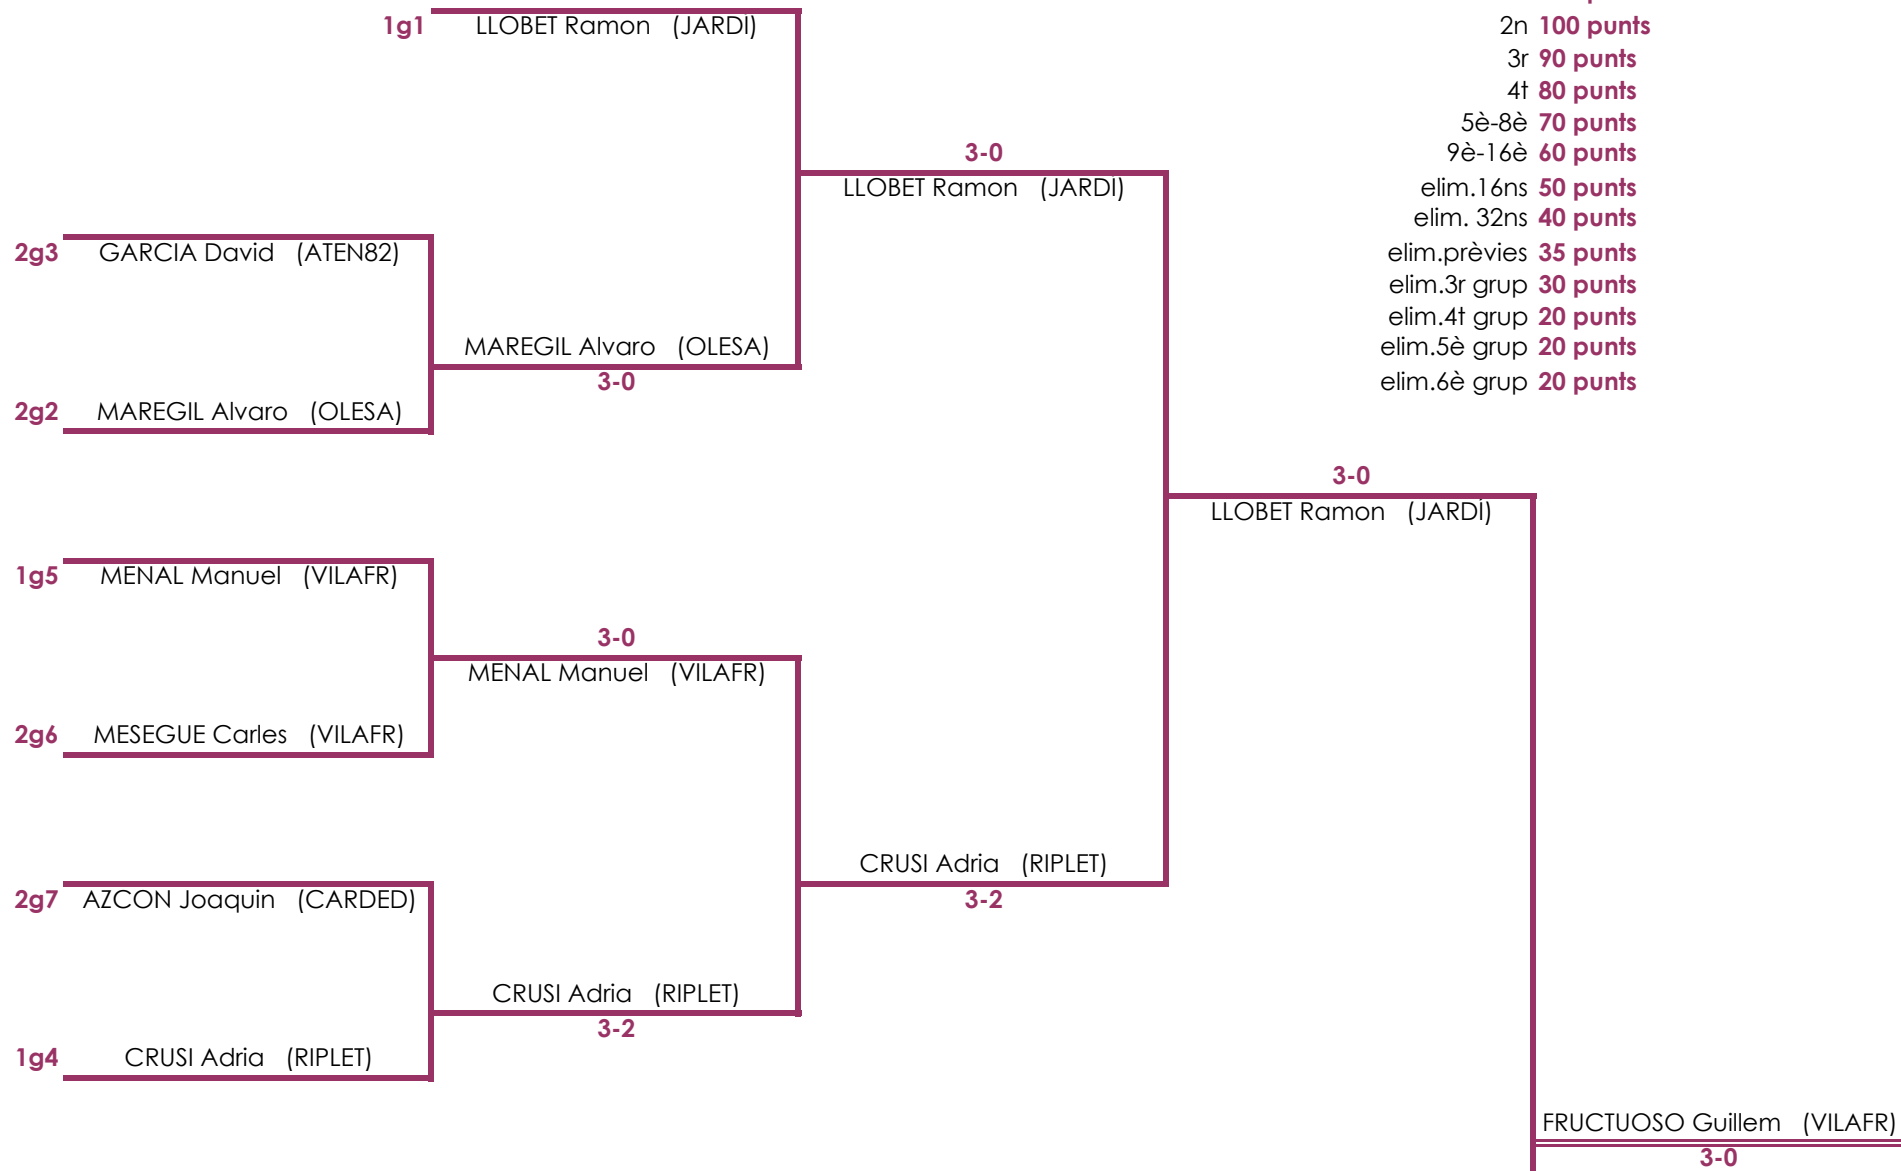 1g1 LLOBET Ramon (JARDÍ)
2n 100 punts
3r 90 punts
4t 80 punts
5è-8è 70 punts
3-0
9è-16è 60 punts
LLOBET Ramon (JARDÍ)
elim.16ns 50 punts
elim. 32ns 40 punts
2g3 GARCIA David (ATEN82)
elim.prèvies 35 punts
elim.3r grup 30 punts
elim.4t grup 20 punts
MAREGIL Alvaro (OLESA)
elim.5è grup 20 punts
3-0
elim.6è grup 20 punts
2g2 MAREGIL Alvaro (OLESA)
3-0
LLOBET Ramon (JARDÍ)
1g5 MENAL Manuel (VILAFR)
3-0
MENAL Manuel (VILAFR)
2g6 MESEGUE Carles (VILAFR)
CRUSI Adria (RIPLET)
3-2
2g7 AZCON Joaquin (CARDED)
CRUSI Adria (RIPLET)
3-2
1g4 CRUSI Adria (RIPLET)
FRUCTUOSO Guillem (VILAFR)
3-0